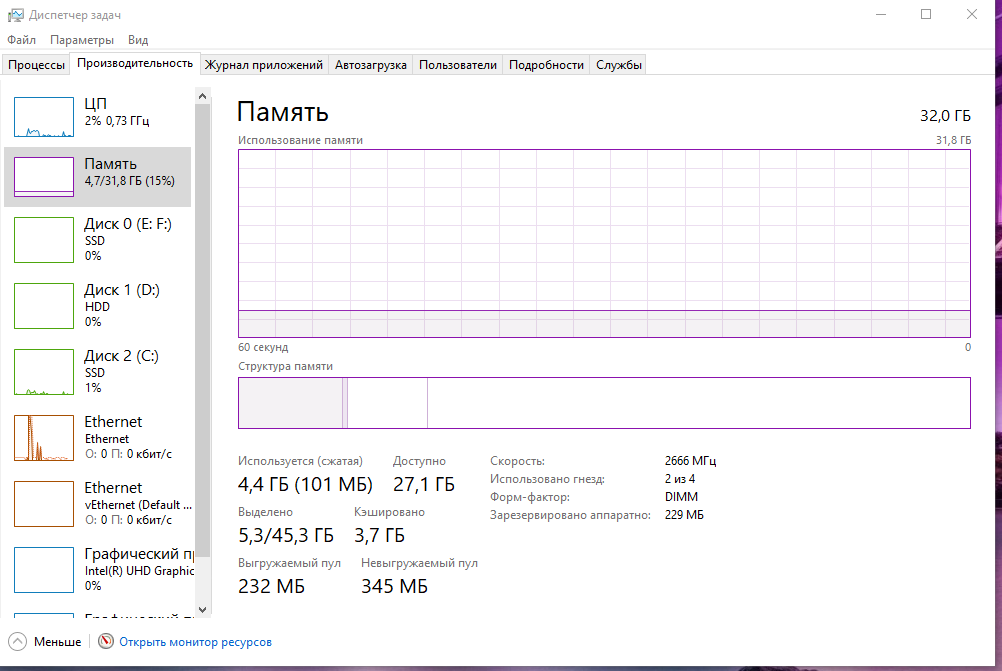 Диспетчер задач
Файл Параметры Вид
Процессы Производительность Журнал приложений Автозагрузка Пользователи Подробности Службы
ЦП
2% 0,73 ГГц
Память
4,7/31,8 ГБ (15%)
Диск 0 (E: F:)
SSD
0%
Диск 1 (D:)
HDD
0%
Диск 2 (C:)
SSD
1%
Ethernet
Ethernet
О: 0 П: 0 кбит/с
Ethernet
vEthernet (Default ...
О: 0 П: 0 кбит/с
Графический п
Intel(R) UHD Graphic
0%
Память 32,0 ГБ
Использование памяти 31,8 ГБ
60 секунд 0
Структура памяти
Используется (сжатая) Доступно
4,4 ГБ (101 МБ) 27,1 ГБ
Выделено Кэшировано
5,3/45,3 ГБ 3,7 ГБ
Выгружаемый пул Невыгружаемый пул
232 МБ 345 МБ
Скорость: 2666 МГц
Использовано гнезд: 2 из 4
Форм-фактор: DIMM
Зарезервировано аппаратно: 229 МБ
Меньше Открыть монитор ресурсов